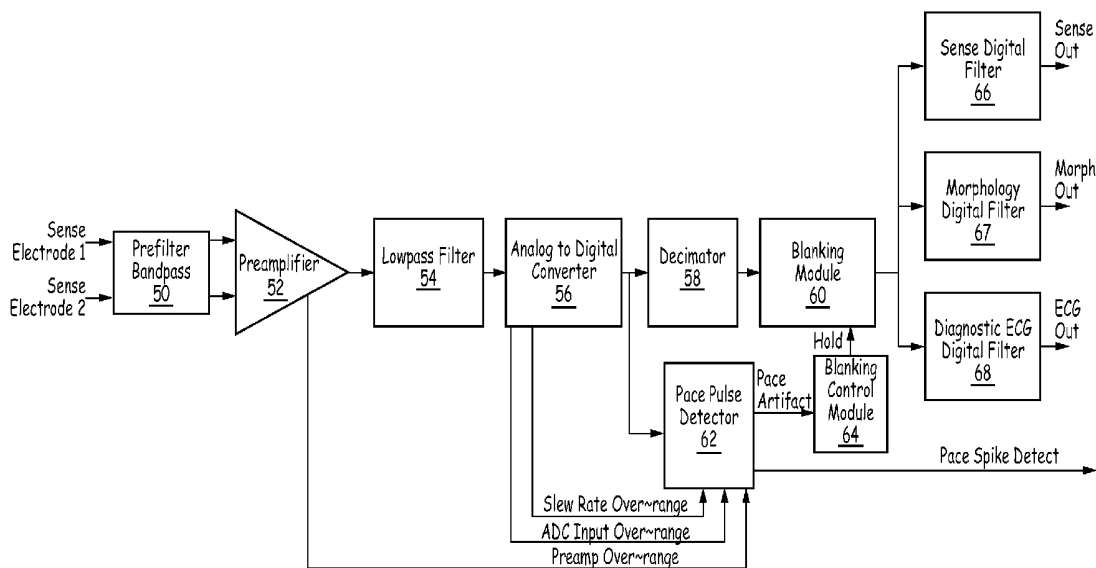 Sense
Electrode 1
Sense
Electrode 2
Prefilter
Bandpass
50
Preamplifier
52
Lowpass Filter
54
Analog to Digital
Converter
56
Decimator
58
Blanking
Module
60
Hold
Pace Pulse
Detector
62
Pace
Artifact
Blanking
Control
Module
64
Sense Digital
Filter
66
Sense
Out
Morphology
Digital Filter
67
Morph
Out
Diagnostic ECG
Digital Filter
68
ECG
Out
Pace Spike Detect
Slew Rate Over~range
ADC Input Over~range
Preamp Over~range